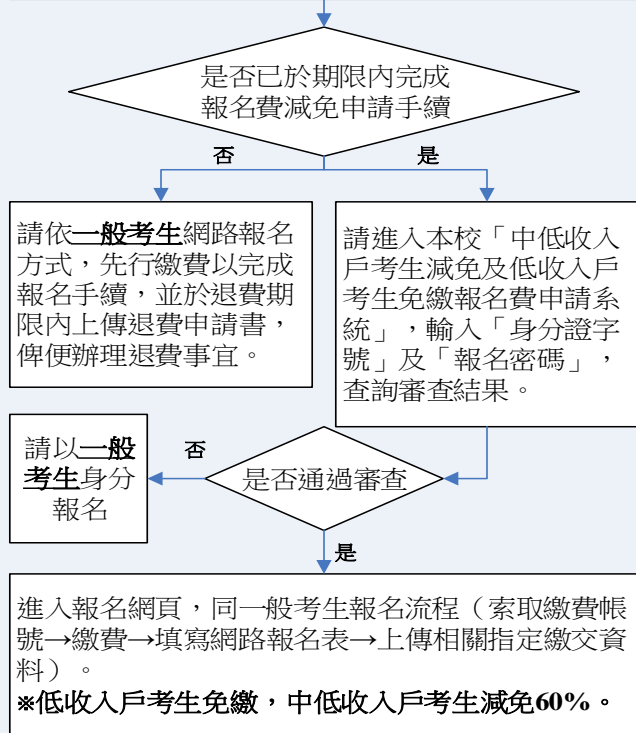 是否已於期限內完成
報名費減免申請手續
否
是
請依一般考生網路報名
方式，先行繳費以完成
報名手續，並於退費期
限內上傳退費申請書，
俾便辦理退費事宜。
請進入本校「中低收入
戶考生減免及低收入戶
考生免繳報名費申請系
統」，輸入「身分證字
號」及「報名密碼」，
查詢審查結果。
請以一般
考生身分
報名
否
是否通過審查
是
進入報名網頁，同一般考生報名流程（索取繳費帳
號→繳費→填寫網路報名表→上傳相關指定繳交資
料）。
※低收入戶考生免繳，中低收入戶考生減免60%。